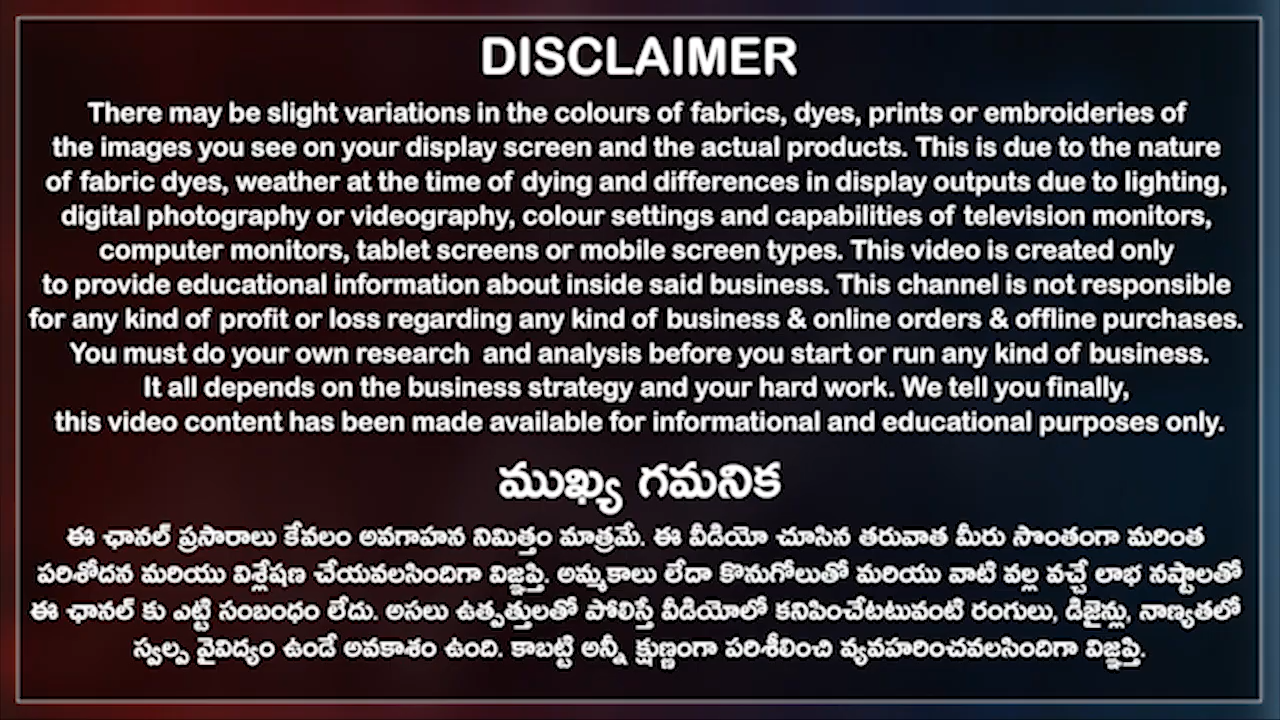 DISCLAIMER
There may be slight variations in the colours of fabrics, dyes, prints or embroideries of
the images you see on your display screen and the actual products. This is due to the nature
of fabric dyes, weather at the time of dying and differences in display outputs due to lighting,
digital photography or videography, colour settings and capabilities of television monitors,
computer monitors, tablet screens or mobile screen types. This video is created only
to provide educational information about inside said business. This channel is not responsible
for any kind of profit or loss regarding any kind of business & online orders & offline purchases.
You must do your own research and analysis before you start or run any kind of business.
It all depends on the business strategy and your hard work. We tell you finally,
this video content has been made available for informational and educational purposes only.
ముఖ్య గమనిక
ఈ ఛానల్ ప్రసారాలు కేవలం అవగాహన నిమిత్తం మాత్రమే. ఈ వీడియో చూసిన తరువాత మీరు సొంతంగా మరింత
పరిశోదన మరియు విశ్లేషణ చేయవలసిందిగా విజ్ఞప్తి. అమ్మకాలు లేదా కొనుగోలుతో మరియు వాటి వల్ల వచ్చే లాభ నష్టాలతో
ఈ ఛానల్ కు ఎట్టి సంబంధం లేదు. అసలు ఉత్పత్తులతో పోలిస్తే వీడియోలో కనిపించేటటువంటి రంగులు, డిజైన్లు, నాణ్యతలో
స్వల్ప వైవిద్యం ఉండే అవకాశం ఉంది. కాబట్టి అన్నీ క్షుణ్ణంగా పరిశీలించి వ్యవహరించవలసిందిగా విజ్ఞప్తి.